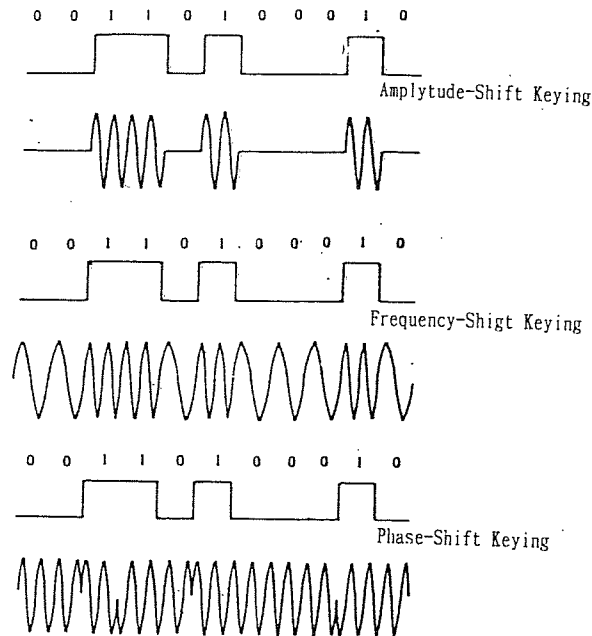 0 0 1 1 0 1 0 0 0 1 0
Amplytude-Shift Keying
0 0 1 1 0 1 0 0 0 1 0
Frequency-Shigt Keying
0 0 1 1 0 1 0 0 0 1 0
Phase-Shift Keying